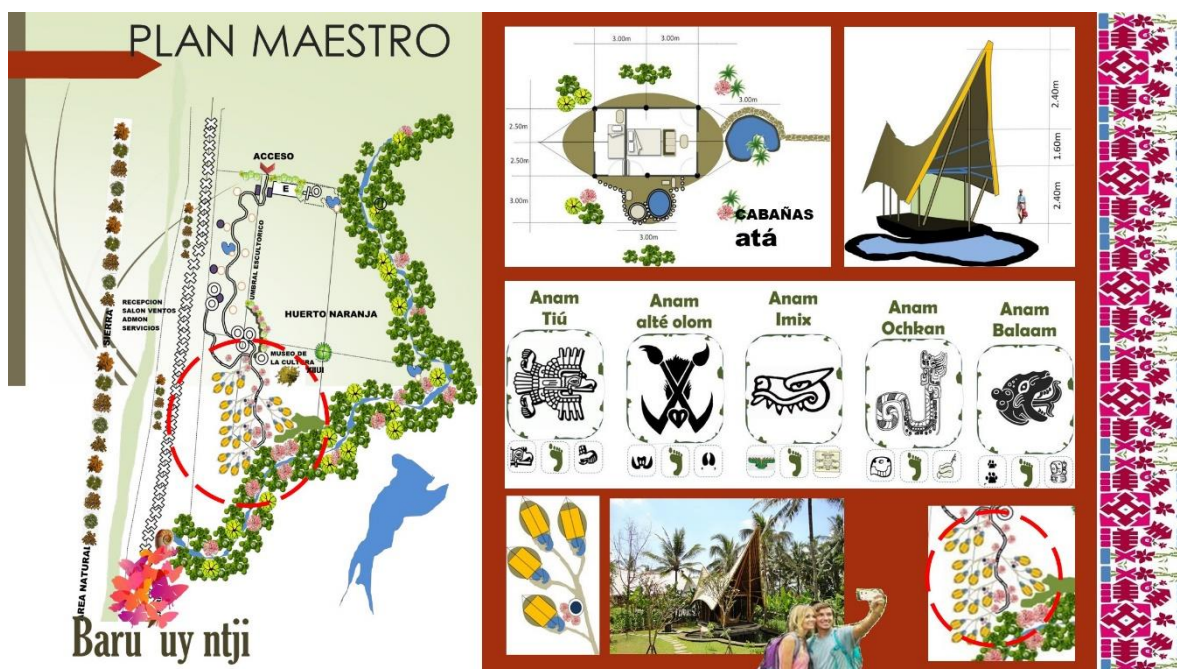 PLAN MAESTRO
ACCESO
E
UMBRAL ESCULTORICO
SIERRA
RECEPCION
SALON VENTOS
ADMON
SERVICIOS
HUERTO NARANJA
MUSEO DE
LA CULTURA
XIUI
AREA NATURAL
Baru´uy ntji
3.00m
3.00m
3.00m
2.50m
2.50m
3.00m
3.00m
CABAÑAS
atá
2.40m
1.60m
2.40m
Anam
Tiú
Anam
alté olom
Anam
Imix
Anam
Ochkan
Anam
Balaam